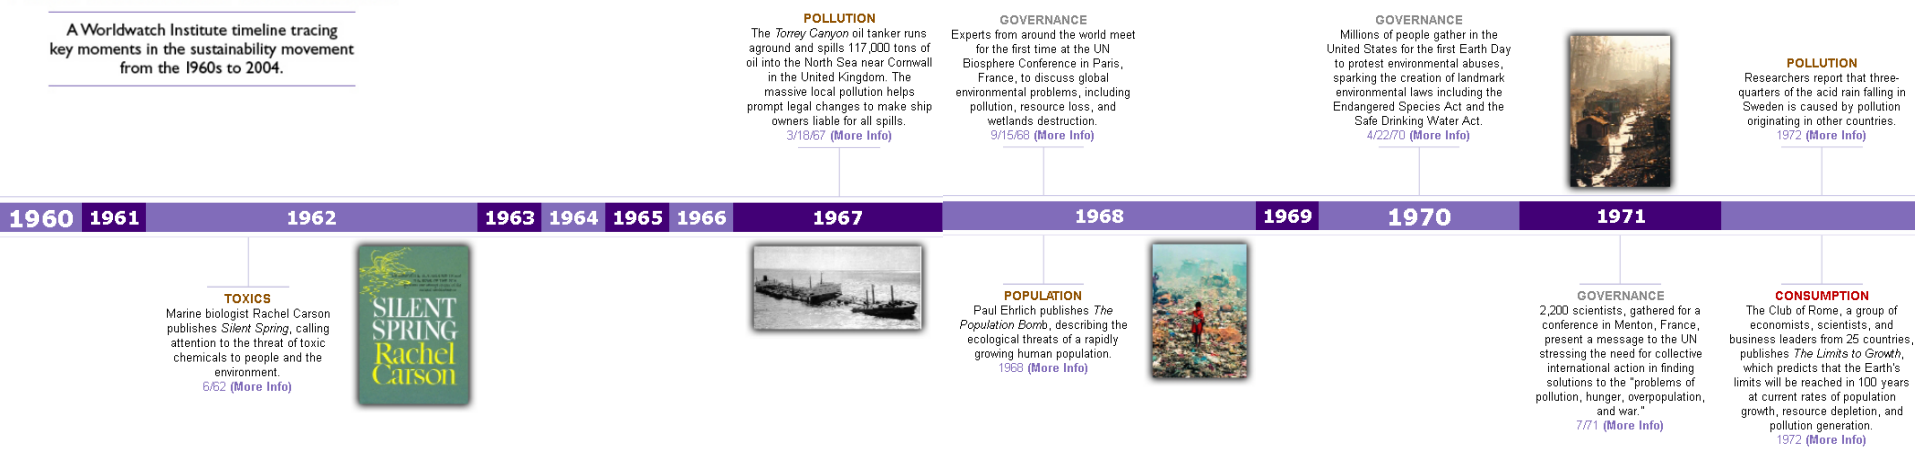 A Worldwatch Institute timeline tracing
key moments in the sustainability movement
from the 1960s to 2004.
POLLUTION
The Torrey Canyon oil tanker runs
aground and spills 117,000 tons of
oil into the North Sea near Cornwall
in the United Kingdom. The
massive local pollution helps
prompt legal changes to make ship
owners liable for all spills.
3/18/67 (More Info)
GOVERNANCE
Experts from around the world meet
for the first time at the UN
Biosphere Conference in Paris,
France, to discuss global
environmental problems, including
pollution, resource loss, and
wetlands destruction.
9/15/68 (More Info)
GOVERNANCE
Millions of people gather in the
United States for the first Earth Day
to protest environmental abuses,
sparking the creation of landmark
environmental laws including the
Endangered Species Act and the
Safe Drinking Water Act.
4/22/70 (More Info)
POLLUTION
Researchers report that three-
quarters of the acid rain falling in
Sweden is caused by pollution
originating in other countries.
1972 (More Info)
1960 1961 1962 1963 1964 1965 1966 1967 1968 1969 1970 1971
TOXICS
Marine biologist Rachel Carson
publishes Silent Spring, calling
attention to the threat of toxic
chemicals to people and the
environment.
6/62 (More Info)
SILENT
SPRING
Rachel
Carson
POPULATION
Paul Ehrlich publishes The
Population Bomb, describing the
ecological threats of a rapidly
growing human population.
1968 (More Info)
GOVERNANCE
2,200 scientists, gathered for a
conference in Menton, France,
present a message to the UN
stressing the need for collective
international action in finding
solutions to the "problems of
pollution, hunger, overpopulation,
and war."
7/71 (More Info)
CONSUMPTION
The Club of Rome, a group of
economists, scientists, and
business leaders from 25 countries,
publishes The Limits to Growth,
which predicts that the Earth's
limits will be reached in 100 years
at current rates of population
growth, resource depletion, and
pollution generation.
1972 (More Info)